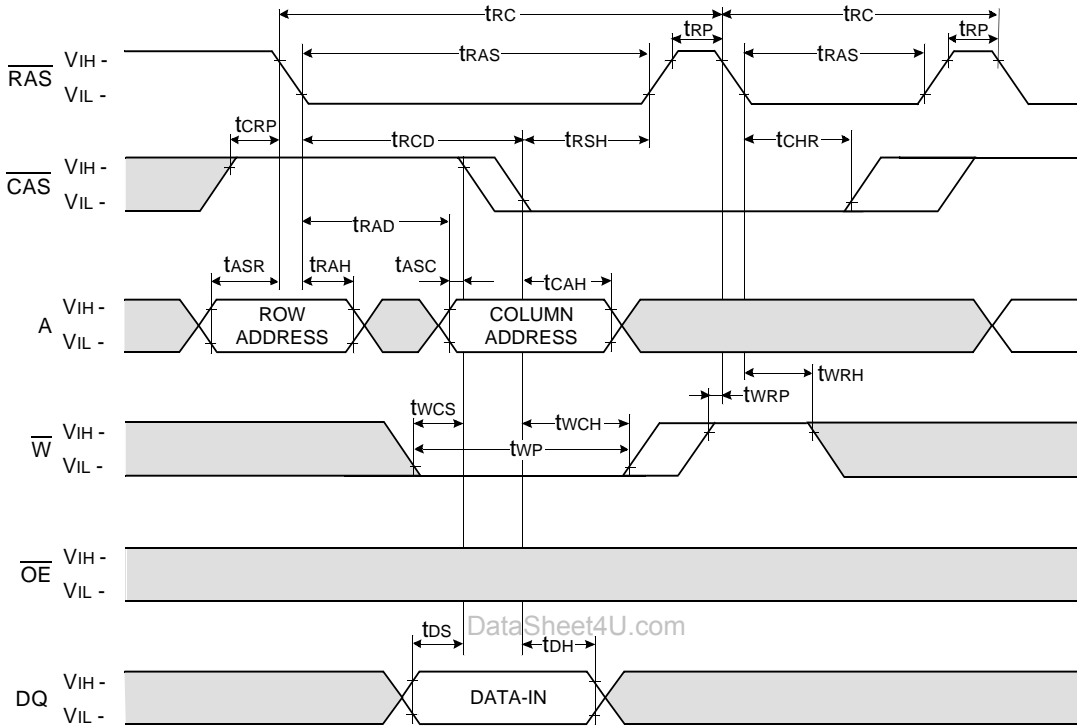 tRC tRC
tRAS tRP tRAS tRP
RAS VIH -
VIL -
tCRP tRCD tRSH tCHR
CAS VIH -
VIL -
tRAD
tASR tRAH tASC tCAH
A VIH -
VIL -
ROW ADDRESS
COLUMN ADDRESS
tWRH
tWRP
tWCS tWCH
tWP
W VIH -
VIL -
OE VIH -
VIL -
DataSheet4U.com
tDS tDH
DQ VIH -
VIL -
DATA-IN